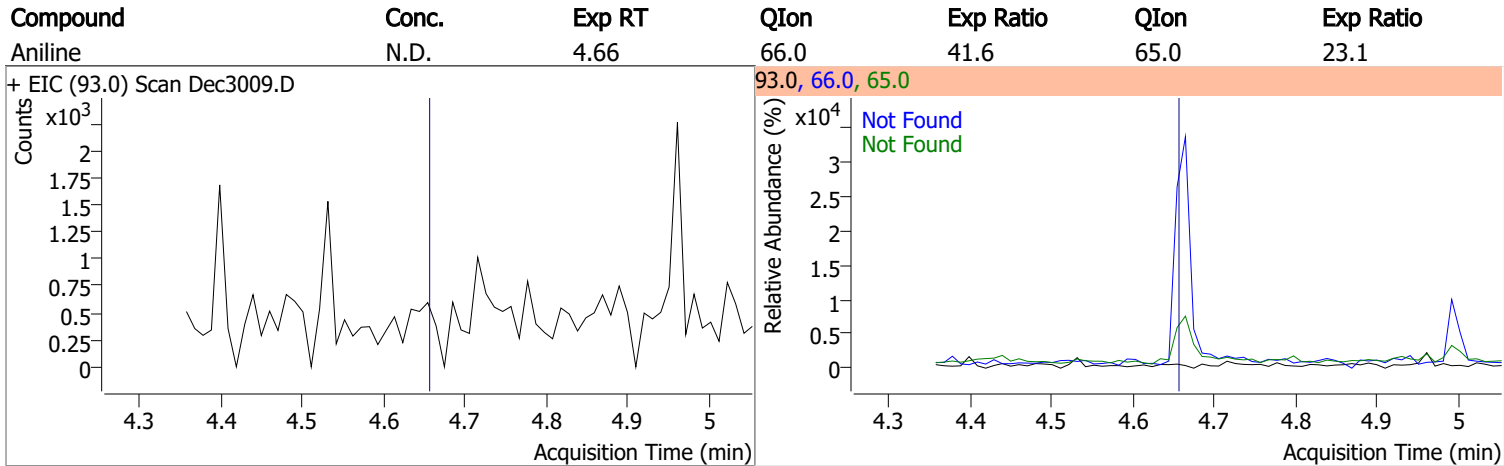 Compound Conc. Exp RT QIon Exp Ratio QIon Exp Ratio
Aniline N.D. 4.66 66.0 41.6 65.0 23.1
+ EIC (93.0) Scan Dec3009.D
Counts
x10³
2
1.75
1.5
1.25
1
0.75
0.5
0.25
0
4.3 4.4 4.5 4.6 4.7 4.8 4.9 5
Acquisition Time (min)
93.0, 66.0, 65.0
Relative Abundance (%)
x10⁴
Not Found
Not Found
3
2.5
2
1.5
1
0.5
0
4.3 4.4 4.5 4.6 4.7 4.8 4.9 5
Acquisition Time (min)